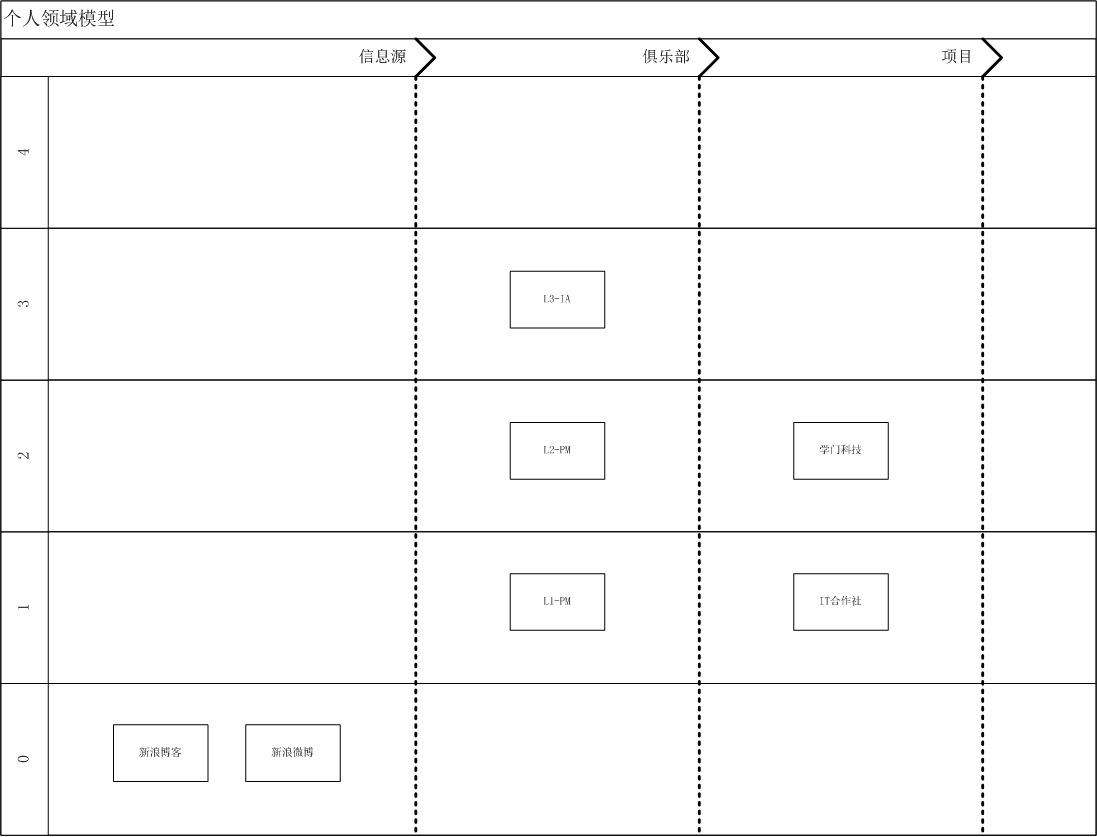 个人领域模型
信息源
俱乐部
项目
4
3
L3-IA
2
L2-PM
学门科技
1
L1-PM
IT合作社
0
新浪博客
新浪微博